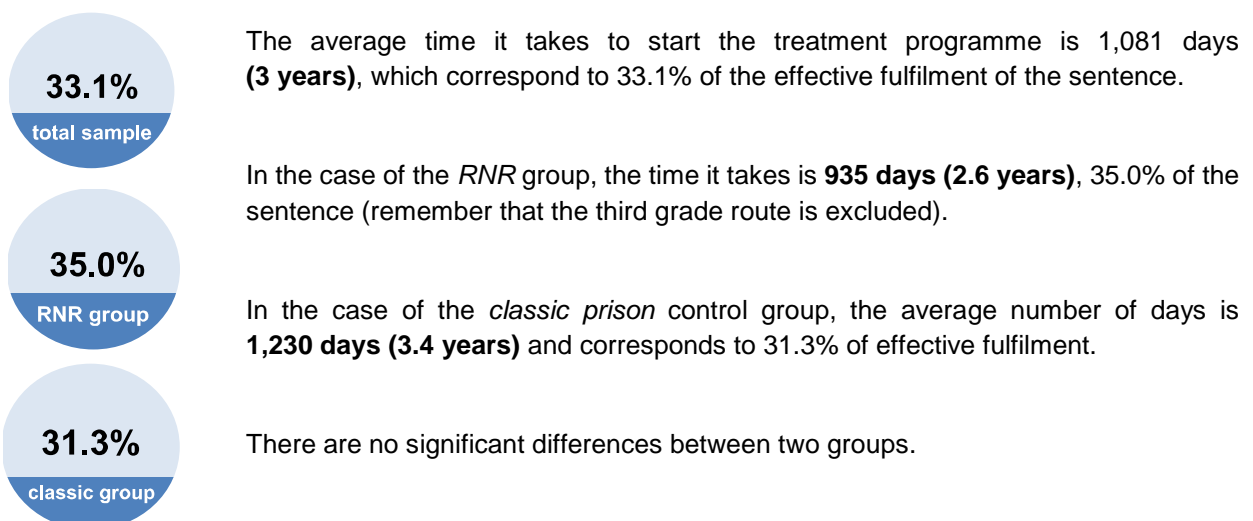 33.1%
total sample
The average time it takes to start the treatment programme is 1,081 days
(3 years), which correspond to 33.1% of the effective fulfilment of the sentence.
35.0%
RNR group
In the case of the RNR group, the time it takes is 935 days (2.6 years), 35.0% of the
sentence (remember that the third grade route is excluded).
31.3%
classic group
In the case of the classic prison control group, the average number of days is
1,230 days (3.4 years) and corresponds to 31.3% of effective fulfilment.
There are no significant differences between two groups.